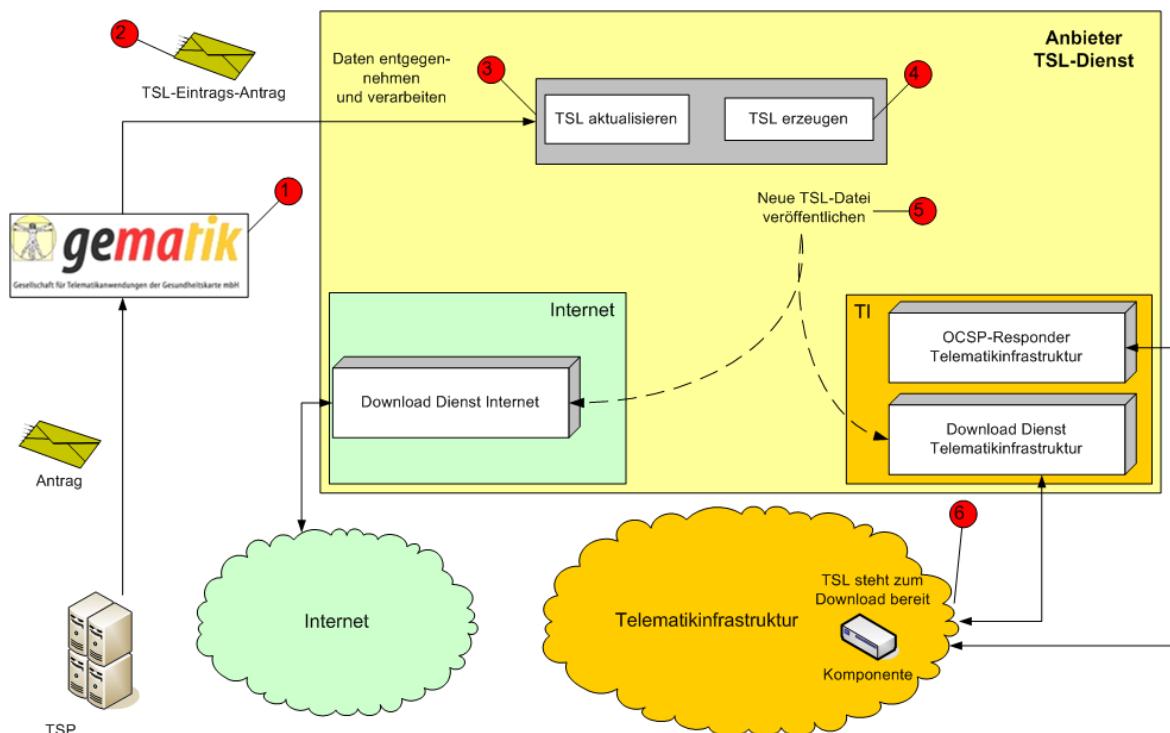 2
TSL-Eintrags-Antrag
Daten entgegen-
nehmen
und verarbeiten
Anbieter
TSL-Dienst
3
4
TSL aktualisieren
TSL erzeugen
1
gematik
Gesellschaft für Telematikanwendungen der Gesundheitskarte mbH
Neue TSL-Datei
veröffentlichen
5
Internet
Download Dienst Internet
TI
OCSP-Responder
Telematikinfrastruktur
Download Dienst
Telematikinfrastruktur
Antrag
6
Internet
Telematikinfrastruktur
TSL steht zum
Download bereit
Komponente
TSP